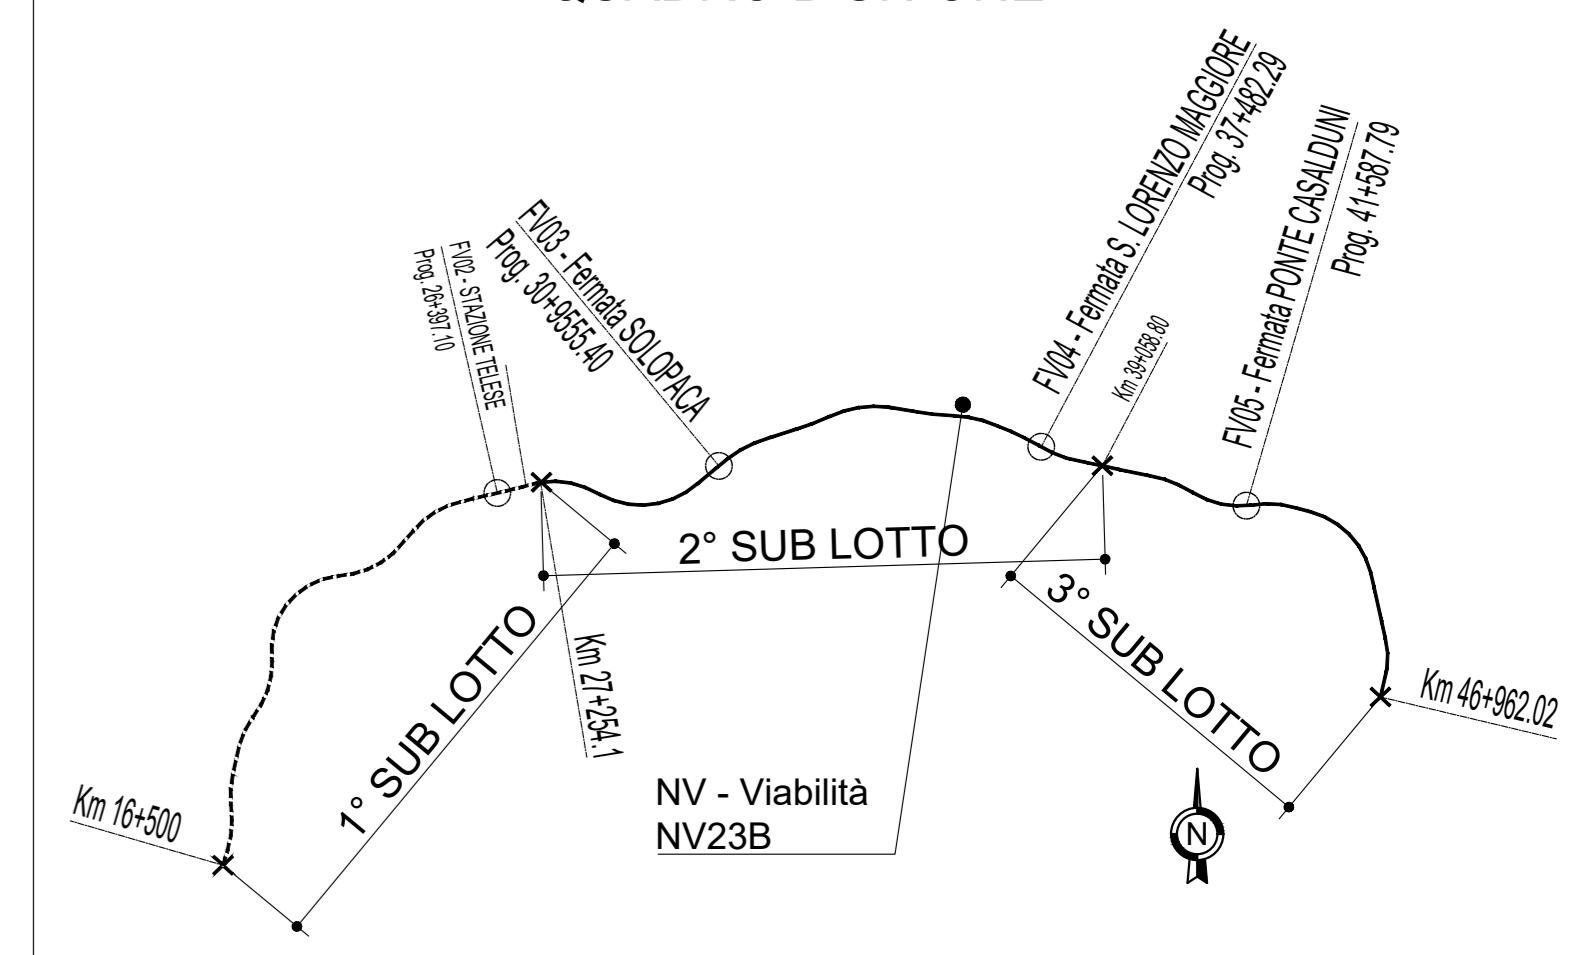 FV02 - STAZIONE TELESE
Prog. 26+397.10
FV03 - Fermata SOLOPACA
Prog. 30+9555.40
FV04 - Fermata S. LORENZO MAGGIORE
Prog. 37+482.29
Km 39+058.80
FV05 - Fermata PONTE CASALDUNI
Prog. 41+587.79
2° SUB LOTTO
1° SUB LOTTO
3° SUB LOTTO
Km 27+254.1
Km 46+962.02
Km 16+500
NV - Viabilità
NV23B
N